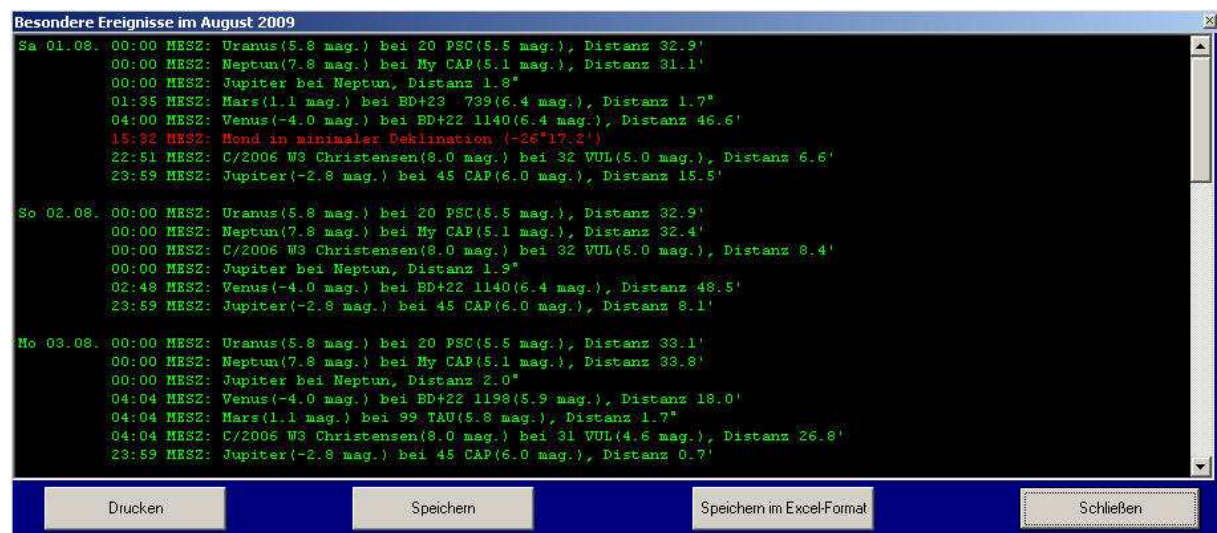 Besondere Ereignisse im August 2009
Sa 01.08. 00:00 MESZ: Uranus(5.8 mag.) bei 20 PSC(5.5 mag.), Distanz 32.9'
00:00 MESZ: Neptun(7.8 mag.) bei My CAP(5.1 mag.), Distanz 31.1'
00:00 MESZ: Jupiter bei Neptun, Distanz 1.8°
01:35 MESZ: Mars(1.1 mag.) bei BD+23 739(6.4 mag.), Distanz 1.7°
04:00 MESZ: Venus(-4.0 mag.) bei BD+22 1140(6.4 mag.), Distanz 46.6'
15:32 MESZ: Mond in minimaler Deklination (-26°17.2')
22:51 MESZ: C/2006 W3 Christensen(8.0 mag.) bei 32 VUL(5.0 mag.), Distanz 6.6'
23:59 MESZ: Jupiter(-2.8 mag.) bei 45 CAP(6.0 mag.), Distanz 15.5'
So 02.08. 00:00 MESZ: Uranus(5.8 mag.) bei 20 PSC(5.5 mag.), Distanz 32.9'
00:00 MESZ: Neptun(7.8 mag.) bei My CAP(5.1 mag.), Distanz 32.4'
00:00 MESZ: C/2006 W3 Christensen(8.0 mag.) bei 32 VUL(5.0 mag.), Distanz 8.4'
00:00 MESZ: Jupiter bei Neptun, Distanz 1.9°
02:48 MESZ: Venus(-4.0 mag.) bei BD+22 1140(6.4 mag.), Distanz 48.5'
23:59 MESZ: Jupiter(-2.8 mag.) bei 45 CAP(6.0 mag.), Distanz 8.1'
Mo 03.08. 00:00 MESZ: Uranus(5.8 mag.) bei 20 PSC(5.5 mag.), Distanz 33.1'
00:00 MESZ: Neptun(7.8 mag.) bei My CAP(5.1 mag.), Distanz 33.8'
00:00 MESZ: Jupiter bei Neptun, Distanz 2.0°
04:04 MESZ: Venus(-4.0 mag.) bei BD+22 1198(5.9 mag.), Distanz 18.0'
04:04 MESZ: Mars(1.1 mag.) bei 99 TAU(5.8 mag.), Distanz 1.7°
04:04 MESZ: C/2006 W3 Christensen(8.0 mag.) bei 31 VUL(4.6 mag.), Distanz 26.8'
23:59 MESZ: Jupiter(-2.8 mag.) bei 45 CAP(6.0 mag.), Distanz 0.7'
Drucken
Speichern
Speichern im Excel-Format
Schließen